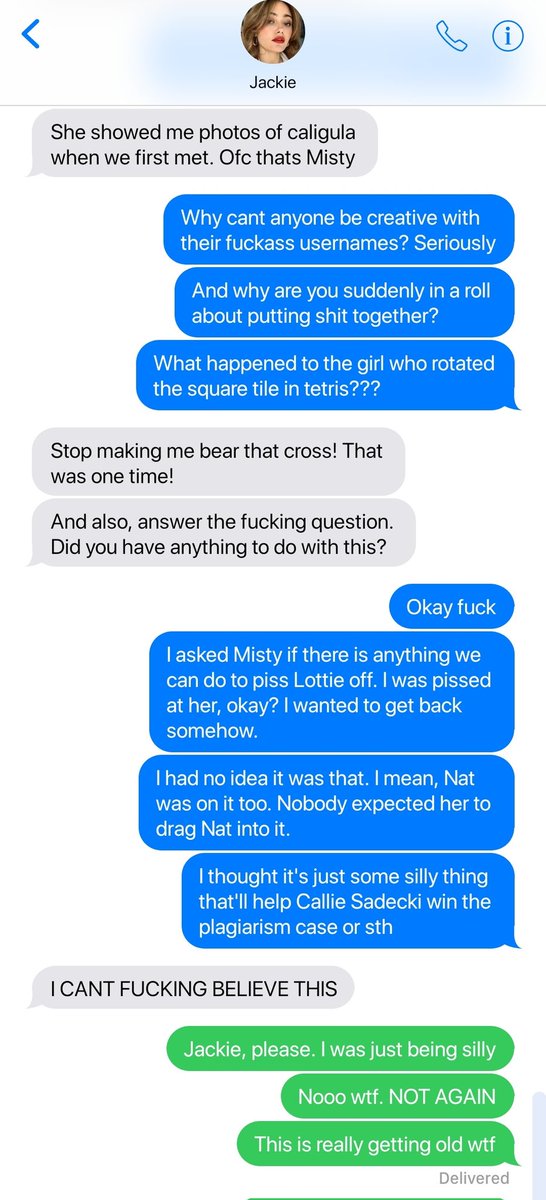 Jackie
She showed me photos of caligula
when we first met. Ofc thats Misty
Why cant anyone be creative with
their fuckass usernames? Seriously
And why are you suddenly in a roll
about putting shit together?
What happened to the girl who rotated
the square tile in tetris???
Stop making me bear that cross! That
was one time!
And also, answer the fucking question.
Did you have anything to do with this?
Okay fuck
I asked Misty if there is anything we
can do to piss Lottie off. I was pissed
at her, okay? I wanted to get back
somehow.
I had no idea it was that. I mean, Nat
was on it too. Nobody expected her to
drag Nat into it.
I thought it's just some silly thing
that'll help Callie Sadecki win the
plagiarism case or sth
I CANT FUCKING BELIEVE THIS
Jackie, please. I was just being silly
Nooo wtf. NOT AGAIN
This is really getting old wtf
Delivered